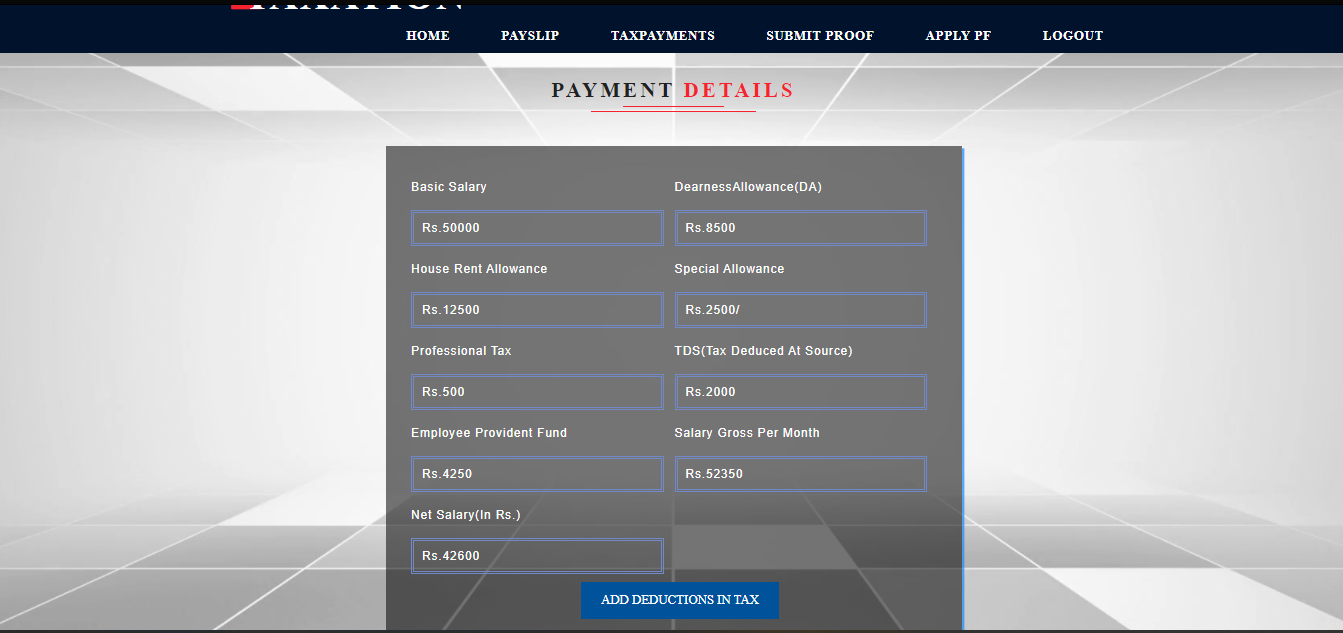 TAXATION
HOME PAYSLIP TAXPAYMENTS SUBMIT PROOF APPLY PF LOGOUT
PAYMENT DETAILS
Basic Salary DearnessAllowance(DA)
Rs.50000 Rs.8500
House Rent Allowance Special Allowance
Rs.12500 Rs.2500/
Professional Tax TDS(Tax Deducted At Source)
Rs.500 Rs.2000
Employee Provident Fund Salary Gross Per Month
Rs.4250 Rs.52350
Net Salary(In Rs.)
Rs.42600
ADD DEDUCTIONS IN TAX